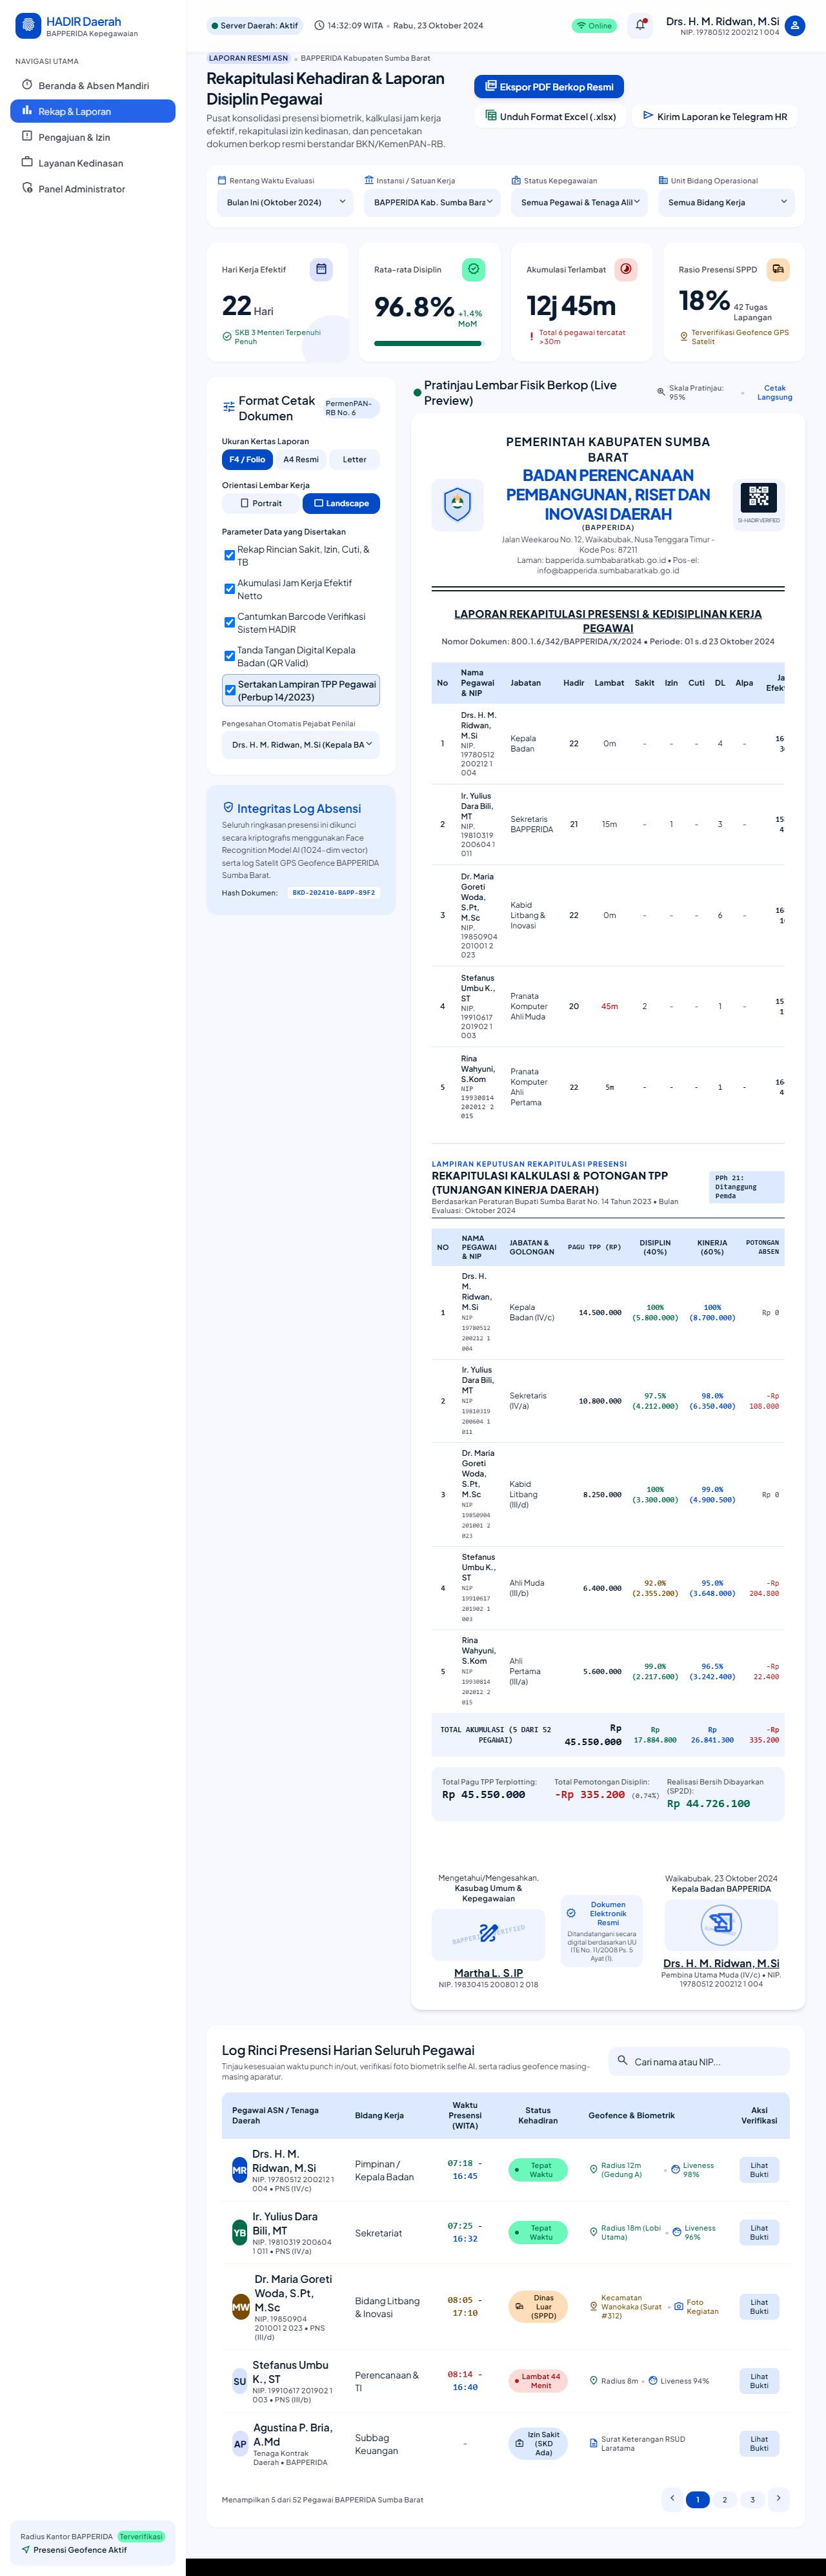 HADIR Daerah
BAPPERIDA Kepegawaian
NAVIGASI UTAMA
Beranda & Absen Mandiri
Rekap & Laporan
Pengajuan & Izin
Layanan Kedinasan
Panel Administrator
Server Daerah: Aktif
14:32:09 WITA • Rabu, 23 Oktober 2024
Online
Drs. H. M. Ridwan, M.Si
NIP. 19780512 200212 1 004
LAPORAN RESMI ASN • BAPPERIDA Kabupaten Sumba Barat
Rekapitulasi Kehadiran & Laporan
Disiplin Pegawai
Pusat konsolidasi presensi biometrik, kalkulasi jam kerja
efektif, rekapitulasi izin kedinasan, dan pencetakan
dokumen berkop resmi berstandar BKN/KemenPAN-RB.
Ekspor PDF Berkop Resmi
Unduh Format Excel (.xlsx)
Kirim Laporan ke Telegram HR
Rentang Waktu Evaluasi
Bulan Ini (Oktober 2024)
Instansi / Satuan Kerja
BAPPERIDA Kab. Sumba Bara
Status Kepegawaian
Semua Pegawai & Tenaga Ahli
Unit Bidang Operasional
Semua Bidang Kerja
Hari Kerja Efektif
22 Hari
SKB 3 Menteri Terpenuhi
Penuh
Rata-rata Disiplin
96.8% +1.4%
MoM
Akumulasi Terlambat
12j 45m
Total 6 pegawai tercatat
>30m
Rasio Presensi SPPD
18% 42 Tugas
Lapangan
Terverifikasi Geofence GPS
Satelit
Format Cetak
Dokumen
PermenPAN-
RB No. 6
Ukuran Kertas Laporan
F4 / Folio
A4 Resmi
Letter
Orientasi Lembar Kerja
Portrait
Landscape
Parameter Data yang Disertakan
Rekap Rincian Sakit, Izin, Cuti, &
TB
Akumulasi Jam Kerja Efektif
Netto
Cantumkan Barcode Verifikasi
Sistem HADIR
Tanda Tangan Digital Kepala
Badan (QR Valid)
Sertakan Lampiran TPP Pegawai
(Perbup 14/2023)
Pengesahan Otomatis Pejabat Penilai
Drs. H. M. Ridwan, M.Si (Kepala BA
Integritas Log Absensi
Seluruh ringkasan presensi ini dikunci
secara kriptografis menggunakan Face
Recognition Model AI (1024-dim vector)
serta log Satelit GPS Geofence BAPPERIDA
Sumba Barat.
Hash Dokumen: BKD-202410-BAPP-89F2
Pratinjau Lembar Fisik Berkop (Live
Preview)
Skala Pratinjau:
95%
•
Cetak
Langsung
PEMERINTAH KABUPATEN SUMBA
BARAT
BADAN PERENCANAAN
PEMBANGUNAN, RISET DAN
INOVASI DAERAH
(BAPPERIDA)
Jalan Weekarou No. 12, Waikabubak, Nusa Tenggara Timur -
Kode Pos: 87211
Laman: bapperida.sumbabaratkab.go.id • Pos-el:
info@bapperida.sumbabaratkab.go.id
SI-HADIR VERIFIED
LAPORAN REKAPITULASI PRESENSI & KEDISIPLINAN KERJA
PEGAWAI
Nomor Dokumen: 800.1.6/342/BAPPERIDA/X/2024 • Periode: 01 s.d 23 Oktober 2024
No
Nama
Pegawai
& NIP
Jabatan
Hadir
Lambat
Sakit
Izin
Cuti
DL
Alpa
Ja
Efek
1
Drs. H. M.
Ridwan,
M.Si
NIP.
19780512
200212 1
004
Kepala
Badan
22
0m
-
-
-
4
-
16
3
2
Ir. Yulius
Dara Bili,
MT
NIP.
19810319
200604 1
011
Sekretaris
BAPPERIDA
21
15m
-
1
-
3
-
15
4
3
Dr. Maria
Goreti
Woda,
S.Pt,
M.Sc
NIP.
19850904
201001 2
023
Kabid
Litbang &
Inovasi
22
0m
-
-
-
6
-
16
1
4
Stefanus
Umbu K.,
ST
NIP.
19910617
201902 1
003
Pranata
Komputer
Ahli Muda
20
45m
2
-
-
1
-
15
1
5
Rina
Wahyuni,
S.Kom
NIP
19930814
202012 2
015
Pranata
Komputer
Ahli
Pertama
22
5m
-
-
-
1
-
16
4
LAMPIRAN KEPUTUSAN REKAPITULASI PRESENSI
REKAPITULASI KALKULASI & POTONGAN TPP
(TUNJANGAN KINERJA DAERAH)
Berdasarkan Peraturan Bupati Sumba Barat No. 14 Tahun 2023 • Bulan
Evaluasi: Oktober 2024
PPh 21:
Ditanggung
Pemda
NO
NAMA
PEGAWAI
& NIP
JABATAN &
GOLONGAN
PAGU TPP (RP)
DISIPLIN
(40%)
KINERJA
(60%)
POTONGAN
ABSEN
1
Drs. H.
M.
Ridwan,
M.Si
NIP
19780512
200212 1
004
Kepala
Badan (IV/c)
14.500.000
100%
(5.800.000)
100%
(8.700.000)
Rp 0
2
Ir. Yulius
Dara Bili,
MT
NIP
19810319
200604 1
011
Sekretaris
(IV/a)
10.800.000
97.5%
(4.212.000)
98.0%
(6.350.400)
-Rp
108.000
3
Dr. Maria
Goreti
Woda,
S.Pt,
M.Sc
NIP
19850904
201001 2
023
Kabid
Litbang
(III/d)
8.250.000
100%
(3.300.000)
99.0%
(4.900.500)
Rp 0
4
Stefanus
Umbu K.,
ST
NIP
19910617
201902 1
003
Ahli Muda
(III/b)
6.400.000
92.0%
(2.355.200)
95.0%
(3.648.000)
-Rp
204.800
5
Rina
Wahyuni,
S.Kom
NIP
19930814
202012 2
015
Ahli
Pertama
(III/a)
5.600.000
99.0%
(2.217.600)
96.5%
(3.242.400)
-Rp
22.400
TOTAL AKUMULASI (5 DARI 52
PEGAWAI)
Rp
45.550.000
Rp
17.884.800
Rp
26.841.300
-Rp
335.200
Total Pagu TPP Terplotting:
Rp 45.550.000
Total Pemotongan Disiplin:
-Rp 335.200 (0.74%)
Realisasi Bersih Dibayarkan
(SP2D):
Rp 44.726.100
Mengetahui/Mengesahkan,
Kasubag Umum &
Kepegawaian
Martha L. S.IP
NIP. 19830415 200801 2 018
Dokumen
Elektronik
Resmi
Ditandatangani secara
digital berdasarkan UU
ITE No. 11/2008 Ps. 5
Ayat (1).
Waikabubak, 23 Oktober 2024
Kepala Badan BAPPERIDA
Drs. H. M. Ridwan, M.Si
Pembina Utama Muda (IV/c) • NIP.
19780512 200212 1 004
Log Rinci Presensi Harian Seluruh Pegawai
Tinjau kesesuaian waktu punch in/out, verifikasi foto biometrik selfie AI, serta radius geofence masing-
masing aparatur.
Cari nama atau NIP...
Pegawai ASN / Tenaga
Daerah
Bidang Kerja
Waktu
Presensi
(WITA)
Status
Kehadiran
Geofence & Biometrik
Aksi
Verifikasi
MR
Drs. H. M.
Ridwan, M.Si
NIP. 19780512 200212 1
004 • PNS (IV/c)
Pimpinan /
Kepala Badan
07:18 -
16:45
Tepat
Waktu
Radius 12m
(Gedung A)
•
Liveness
98%
Lihat
Bukti
YB
Ir. Yulius Dara
Bili, MT
NIP. 19810319 200604
1 011 • PNS (IV/a)
Sekretariat
07:25 -
16:32
Tepat
Waktu
Radius 18m (Lobi
Utama)
•
Liveness
96%
Lihat
Bukti
MW
Dr. Maria Goreti
Woda, S.Pt,
M.Sc
NIP. 19850904
201001 2 023 • PNS
(III/d)
Bidang Litbang
& Inovasi
08:05 -
17:10
Dinas
Luar
(SPPD)
Kecamatan
Wanokaka (Surat
#312)
•
Foto
Kegiatan
Lihat
Bukti
SU
Stefanus Umbu
K., ST
NIP. 19910617 201902 1
003 • PNS (III/b)
Perencanaan &
TI
08:14 -
16:40
Lambat 44
Menit
Radius 8m • Liveness 94%
Lihat
Bukti
AP
Agustina P. Bria,
A.Md
Tenaga Kontrak
Daerah • BAPPERIDA
Subbag
Keuangan
-
Izin Sakit
(SKD
Ada)
Surat Keterangan RSUD
Laratama
Lihat
Bukti
Menampilkan 5 dari 52 Pegawai BAPPERIDA Sumba Barat
1
2
3
Radius Kantor BAPPERIDA Terverifikasi
Presensi Geofence Aktif